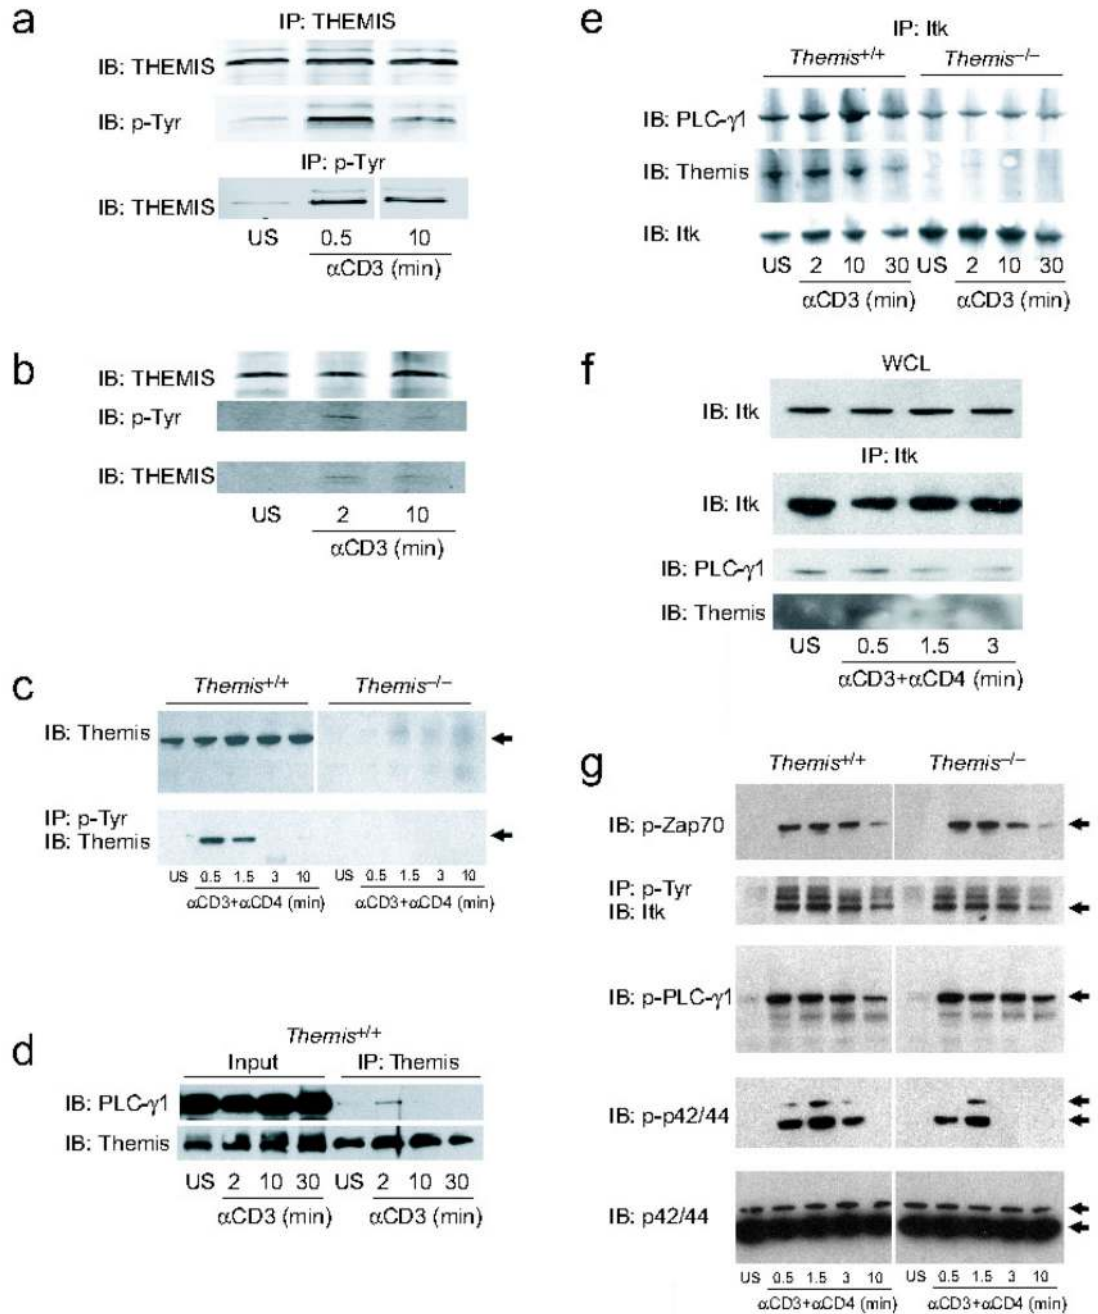 a
IP: THEMIS
IB: THEMIS
IB: p-Tyr
IP: p-Tyr
IB: THEMIS
US 0.5 10
αCD3 (min)
b
IB: THEMIS
IB: p-Tyr
IB: THEMIS
US 2 10
αCD3 (min)
c
Themis+/+ Themis–/–
IB: Themis
IP: p-Tyr
IB: Themis
US 0.5 1.5 3 10 US 0.5 1.5 3 10
αCD3+αCD4 (min) αCD3+αCD4 (min)
d
Themis+/+
Input IP: Themis
IB: PLC-γ1
IB: Themis
US 2 10 30 US 2 10 30
αCD3 (min) αCD3 (min)
e
IP: Itk
Themis+/+ Themis–/–
IB: PLC-γ1
IB: Themis
IB: Itk
US 2 10 30 US 2 10 30
αCD3 (min) αCD3 (min)
f
WCL
IB: Itk
IP: Itk
IB: Itk
IB: PLC-γ1
IB: Themis
US 0.5 1.5 3
αCD3+αCD4 (min)
g
Themis+/+ Themis–/–
IB: p-Zap70
IP: p-Tyr
IB: Itk
IB: p-PLC-γ1
IB: p-p42/44
IB: p42/44
US 0.5 1.5 3 10 US 0.5 1.5 3 10
αCD3+αCD4 (min) αCD3+αCD4 (min)